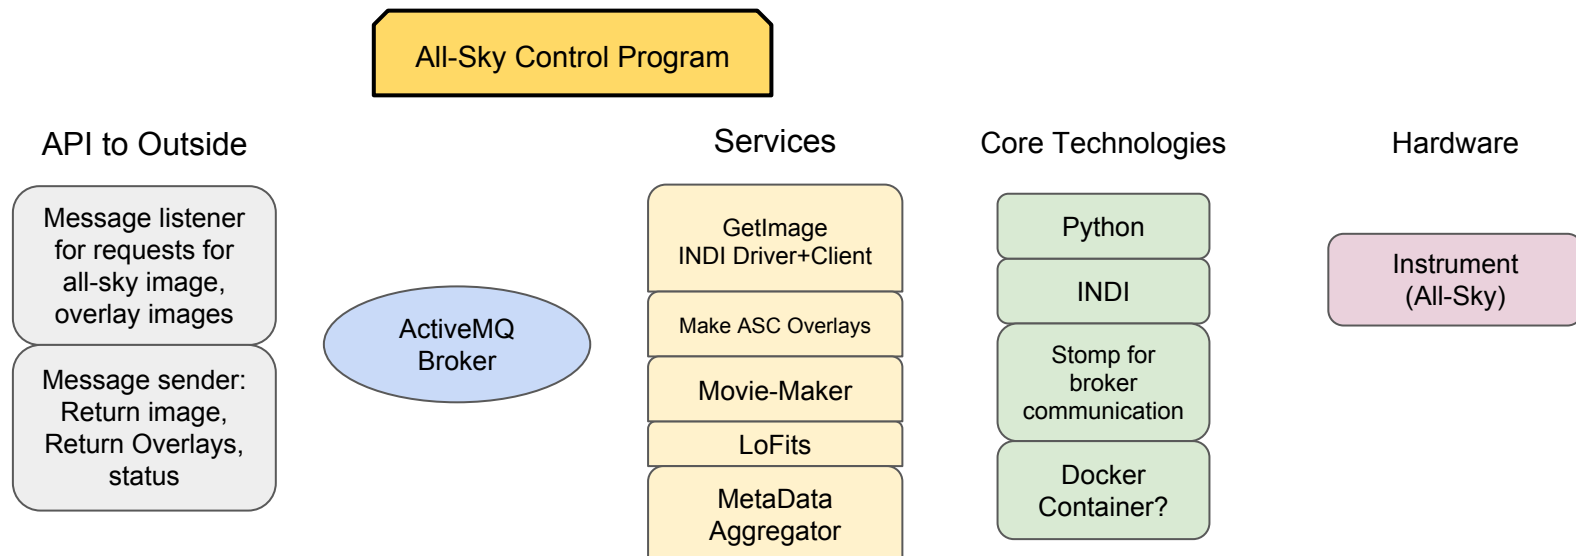 All-Sky Control Program
API to Outside
Message listener
for requests for
all-sky image,
overlay images
Message sender:
Return image,
Return Overlays,
status
ActiveMQ
Broker
Services
GetImage
INDI Driver+Client
Make ASC Overlays
Movie-Maker
LoFits
MetaData
Aggregator
Core Technologies
Python
INDI
Stomp for
broker
communication
Docker
Container?
Hardware
Instrument
(All-Sky)